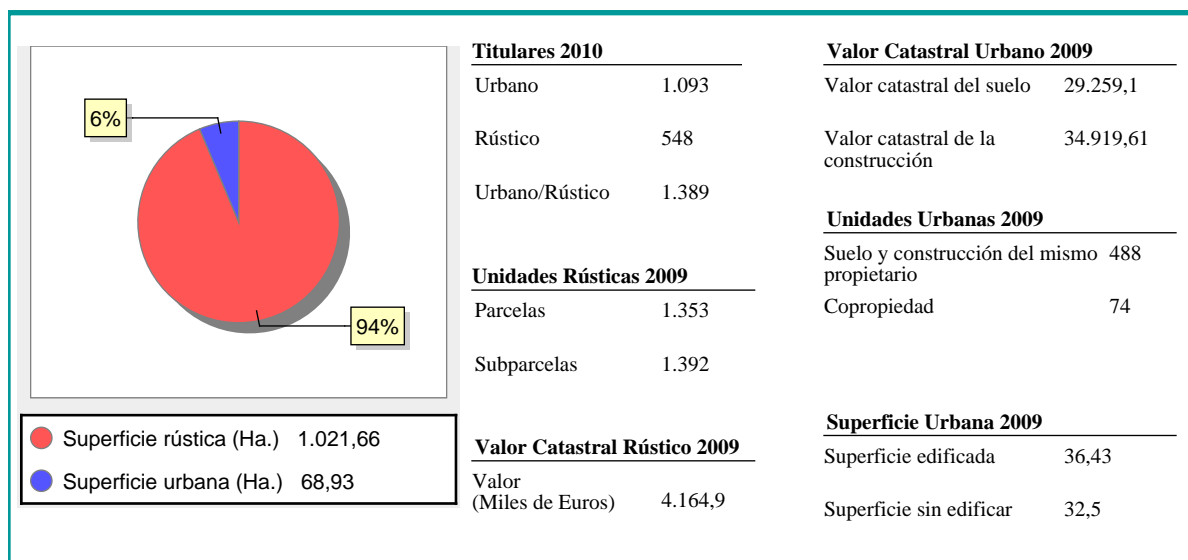 6%
94%
Superficie rústica (Ha.) 1.021,66
Superficie urbana (Ha.) 68,93
Titulares 2010
Urbano 1.093
Rústico 548
Urbano/Rústico 1.389
Unidades Rústicas 2009
Parcelas 1.353
Subparcelas 1.392
Valor Catastral Rústico 2009
Valor
(Miles de Euros) 4.164,9
Valor Catastral Urbano 2009
Valor catastral del suelo 29.259,1
Valor catastral de la 34.919,61
construcción
Unidades Urbanas 2009
Suelo y construcción del mismo 488
propietario
Copropiedad 74
Superficie Urbana 2009
Superficie edificada 36,43
Superficie sin edificar 32,5